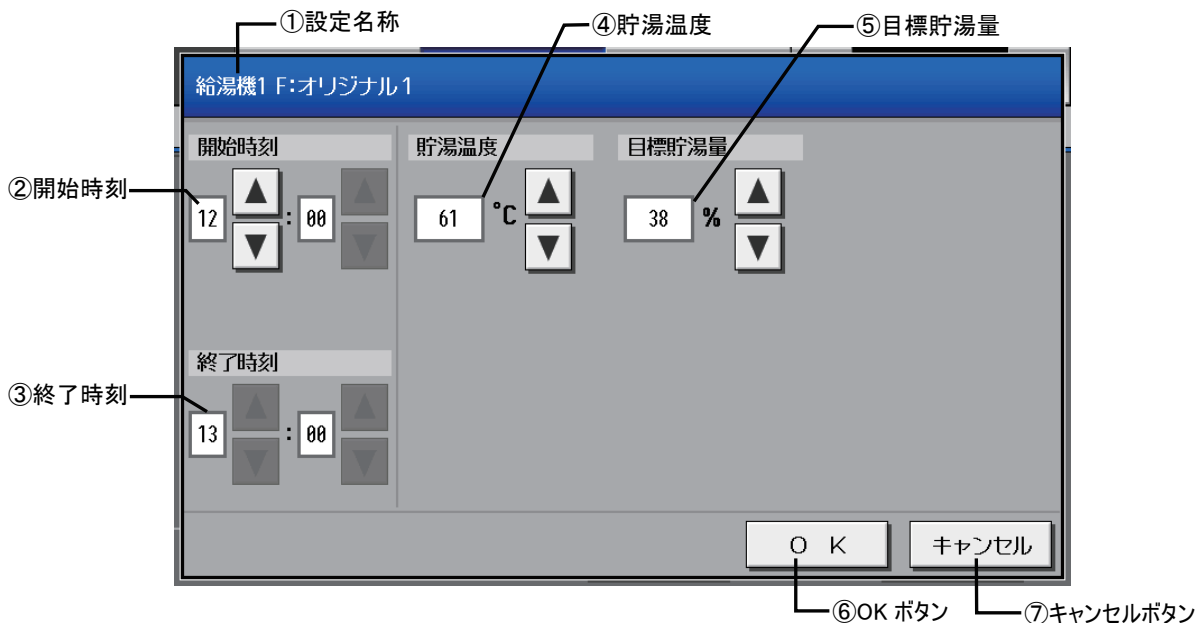 ①設定名称
④貯湯温度
⑤目標貯湯量
給湯機1 F:オリジナル1
開始時刻
貯湯温度
目標貯湯量
②開始時刻
12 ▲ ▼ : 00 ▲ ▼
61 °C ▲ ▼
38 % ▲ ▼
終了時刻
③終了時刻
13 ▲ ▼ : 00 ▲ ▼
O K
キャンセル
⑥OK ボタン
⑦キャンセルボタン